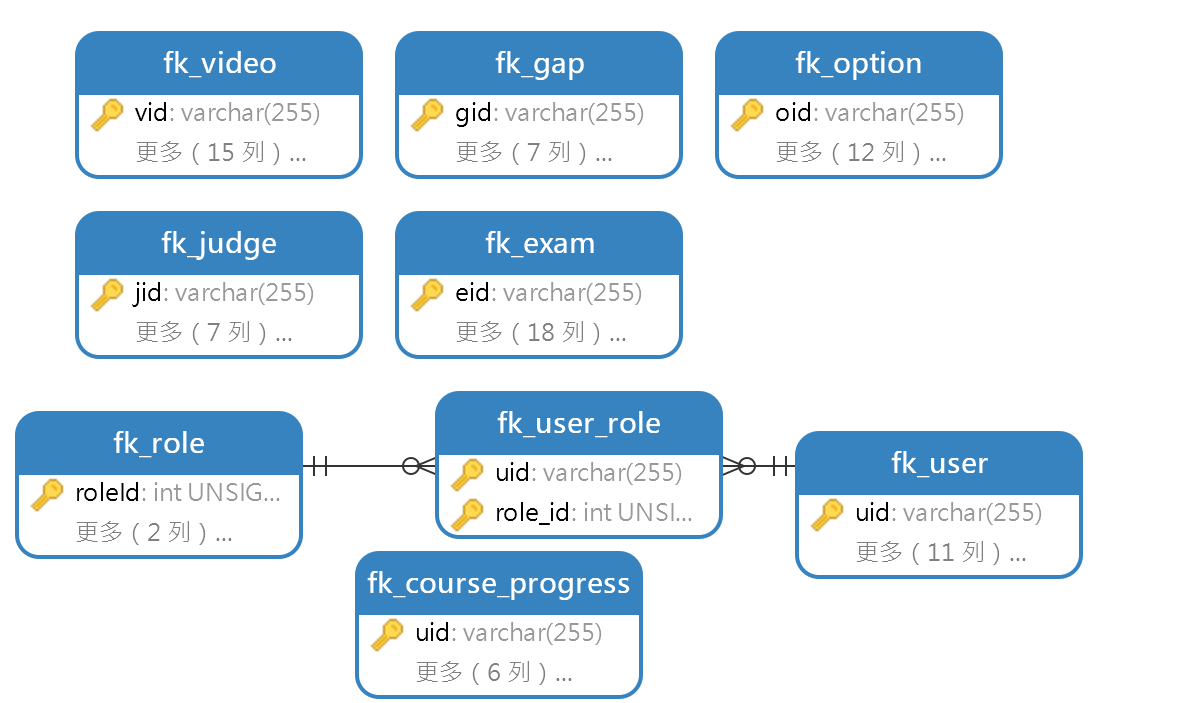 fk_video
vid: varchar(255)
更多（15 列）...
fk_gap
gid: varchar(255)
更多（7 列）...
fk_option
oid: varchar(255)
更多（12 列）...
fk_judge
jid: varchar(255)
更多（7 列）...
fk_exam
eid: varchar(255)
更多（18 列）...
fk_role
roleId: int UNSIG...
更多（2 列）...
fk_user_role
uid: varchar(255)
role_id: int UNSI...
fk_user
uid: varchar(255)
更多（11 列）...
fk_course_progress
uid: varchar(255)
更多（6 列）...